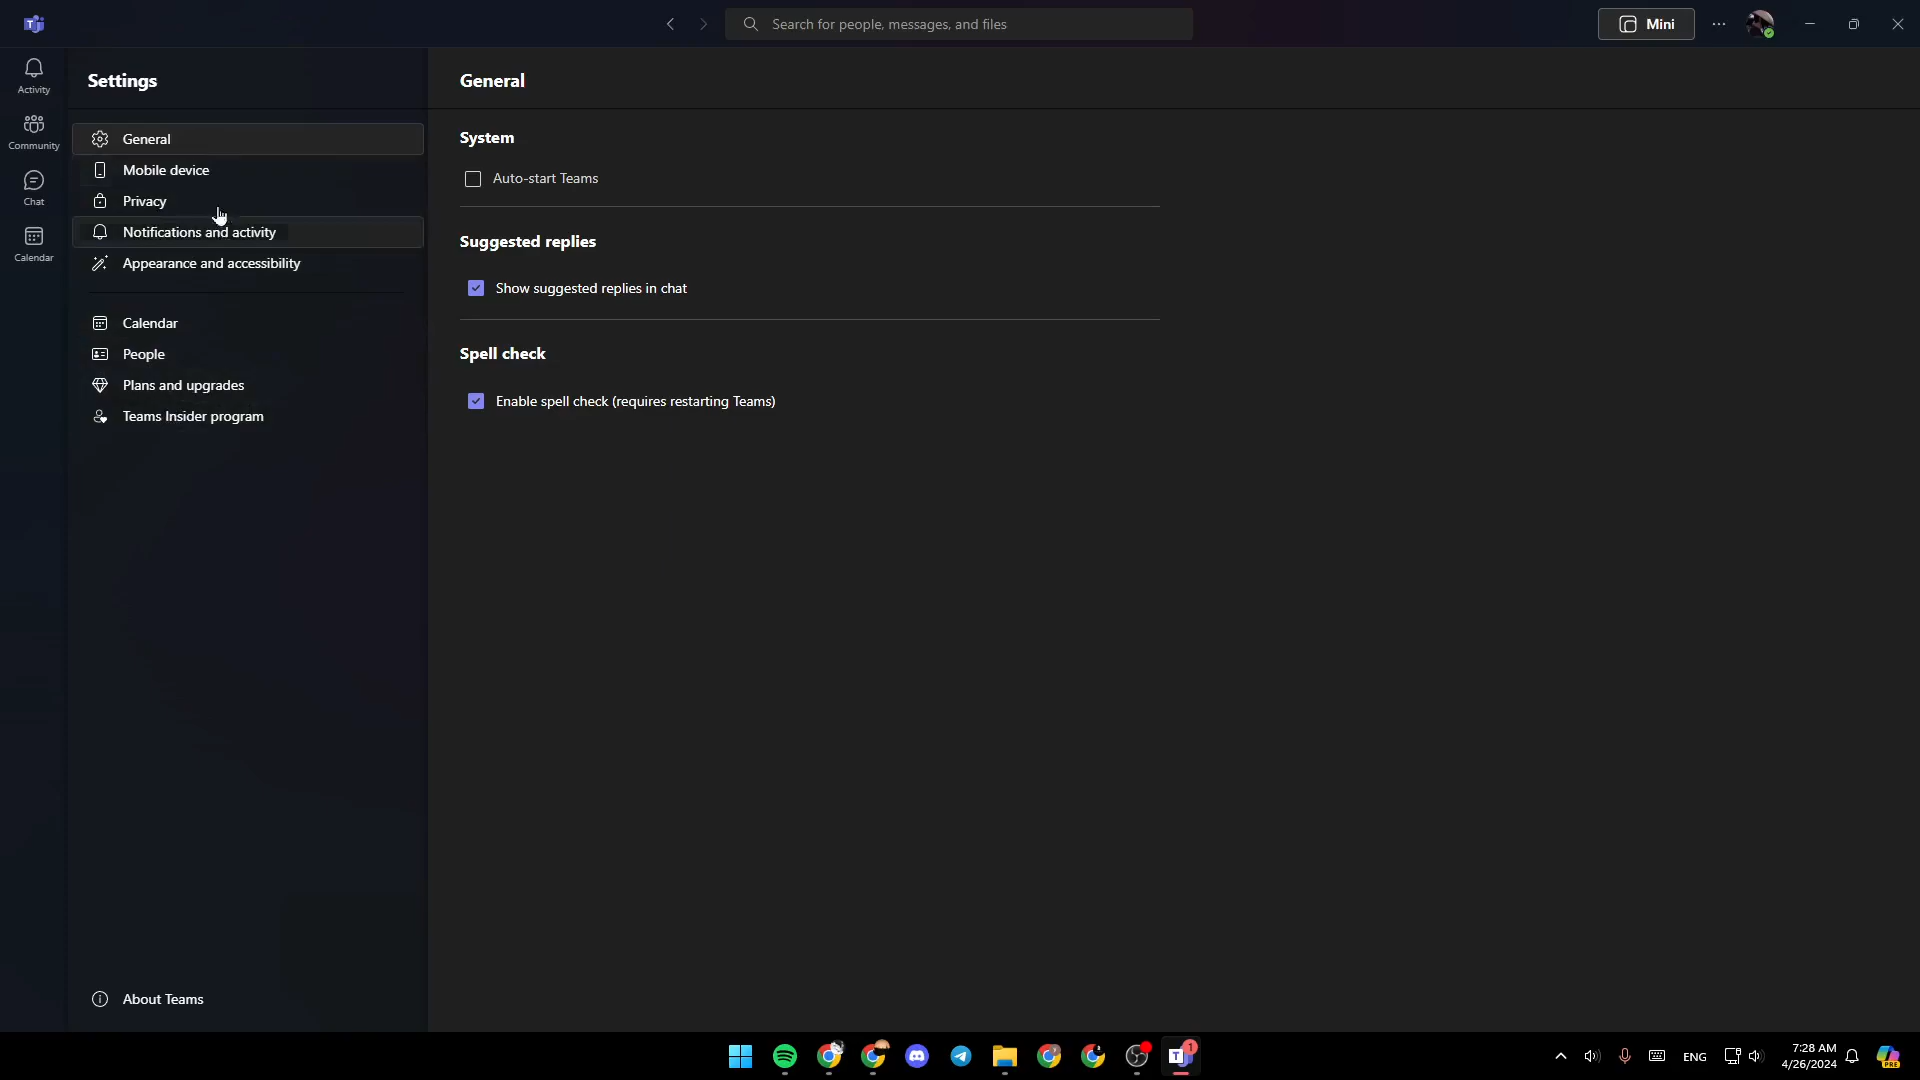 Search for people, messages, and files
Mini
Activity
Community
Chat
Calendar
Settings
General
Mobile device
Privacy
Notifications and activity
Appearance and accessibility
Calendar
People
Plans and upgrades
Teams Insider program
About Teams
General
System
Auto-start Teams
Suggested replies
Show suggested replies in chat
Spell check
Enable spell check (requires restarting Teams)
T
1
ENG
7:28 AM
4/26/2024
PRE